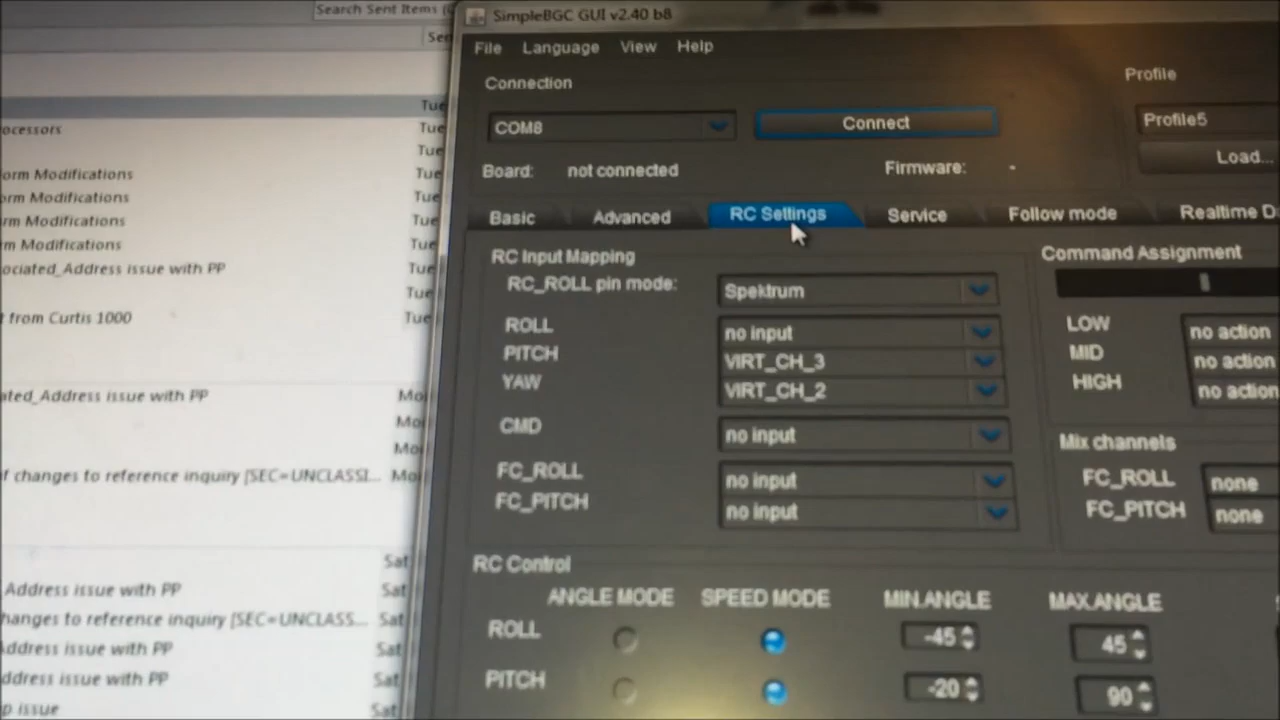 Search Sent Items
SimpleBGC GUI v2.40 b8
File Language View Help
Connection
Profile
COM8
Connect
Profile5
Load...
Board: not connected
Firmware: -
Basic
Advanced
RC Settings
Service
Follow mode
Realtime D
RC Input Mapping
RC_ROLL pin mode: Spektrum
ROLL no input
PITCH VIRT_CH_3
YAW VIRT_CH_2
CMD no input
FC_ROLL no input
FC_PITCH no input
Command Assignment
LOW no action
MID no action
HIGH no action
Mix channels
FC_ROLL none
FC_PITCH none
RC Control
ANGLE MODE SPEED MODE MIN.ANGLE MAX.ANGLE
ROLL -45 45
PITCH -20 90
Sen
Tue
ocessors Tue
Tue
orm Modifications Tue
orm Modifications Tue
rm Modifications Tue
m Modifications Tue
ociated_Address issue with PP Tue
Tue
t from Curtis 1000 Tue
ated_Address issue with PP Mo
Mo
Mo
f changes to reference inquiry [SEC=UNCLASSI... Mo
Sat
Address issue with PP Sat
hanges to reference inquiry [SEC=UNCLASS... Sat
Address issue with PP Sat
ddress issue with PP Sat
p issue Sat